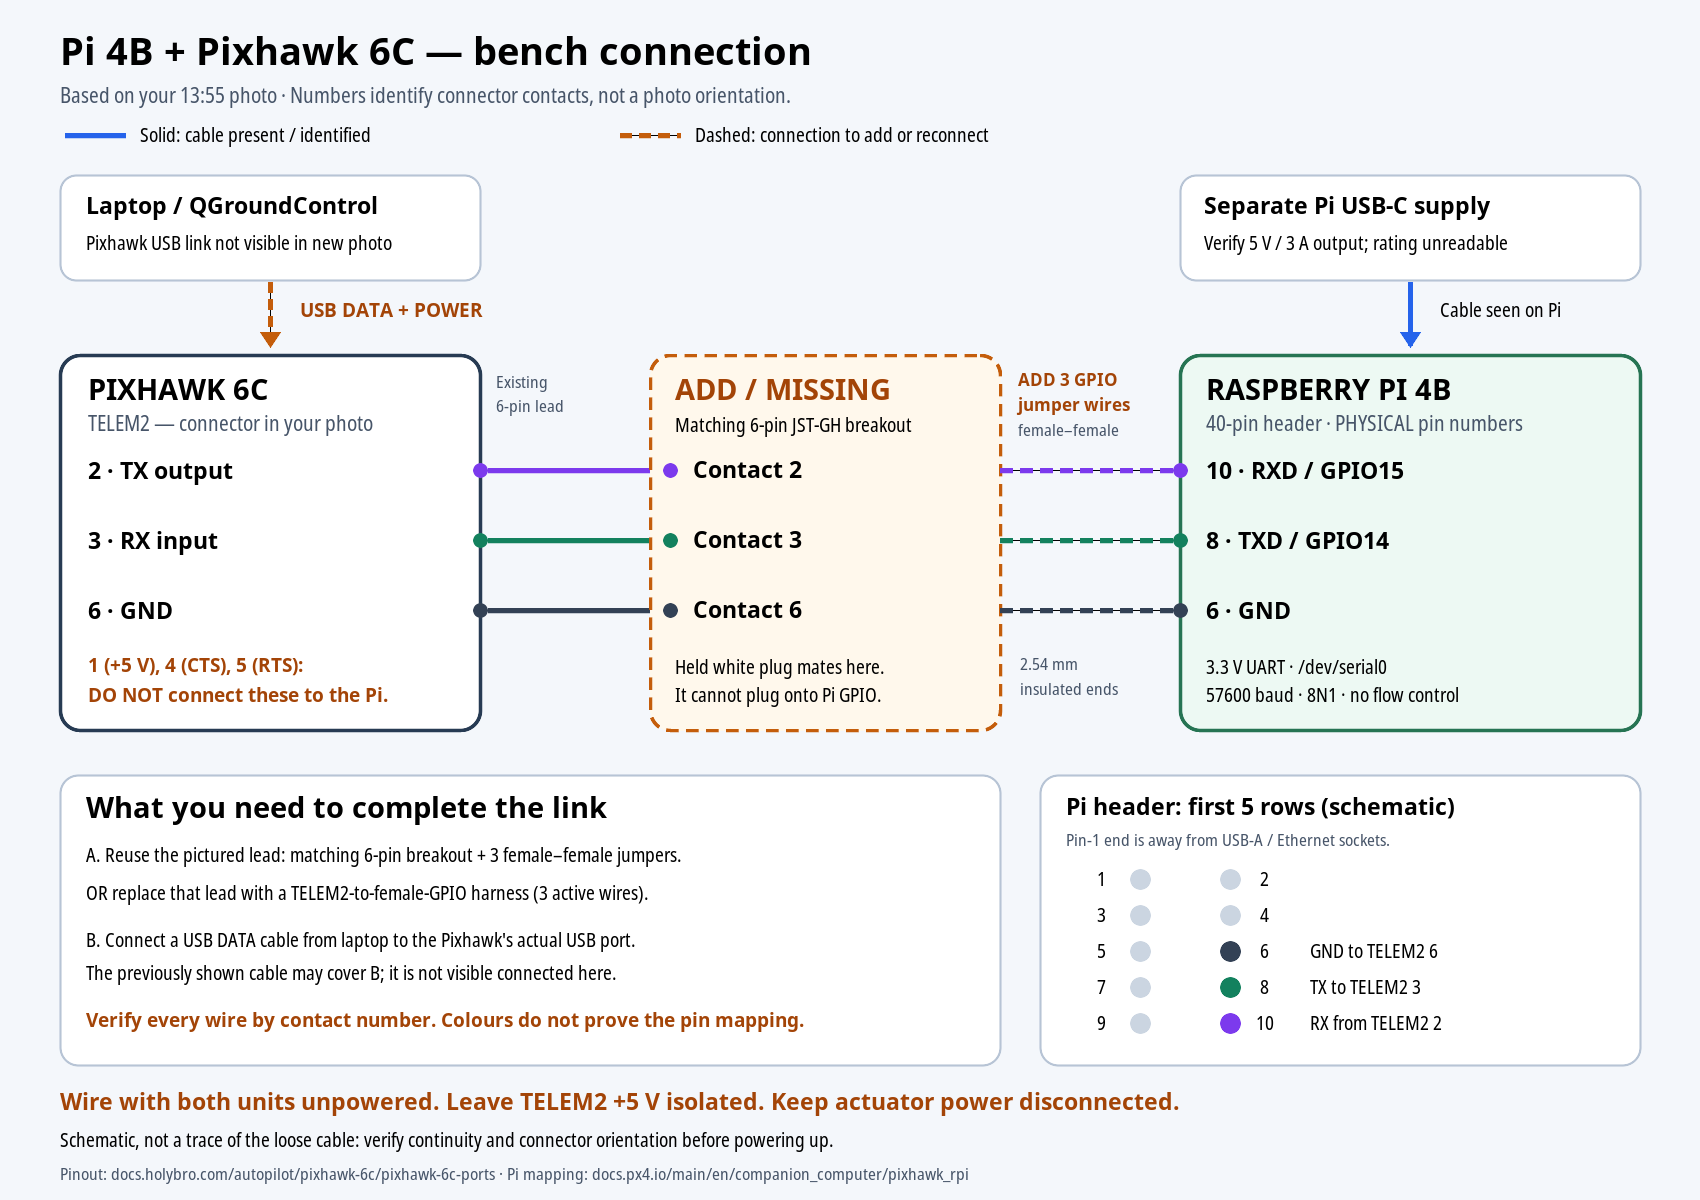 Pi 4B + Pixhawk 6C — bench connection
Based on your 13:55 photo · Numbers identify connector contacts, not a photo orientation.
Solid: cable present / identified
Dashed: connection to add or reconnect
Laptop / QGroundControl
Pixhawk USB link not visible in new photo
Separate Pi USB-C supply
Verify 5 V / 3 A output; rating unreadable
USB DATA + POWER
Cable seen on Pi
PIXHAWK 6C
TELEM2 — connector in your photo
2 · TX output
3 · RX input
6 · GND
1 (+5 V), 4 (CTS), 5 (RTS):
DO NOT connect these to the Pi.
Existing
6-pin lead
ADD / MISSING
Matching 6-pin JST-GH breakout
Contact 2
Contact 3
Contact 6
Held white plug mates here.
It cannot plug onto Pi GPIO.
ADD 3 GPIO
jumper wires
female–female
2.54 mm
insulated ends
RASPBERRY PI 4B
40-pin header · PHYSICAL pin numbers
10 · RXD / GPIO15
8 · TXD / GPIO14
6 · GND
3.3 V UART · /dev/serial0
57600 baud · 8N1 · no flow control
What you need to complete the link
A. Reuse the pictured lead: matching 6-pin breakout + 3 female–female jumpers.
OR replace that lead with a TELEM2-to-female-GPIO harness (3 active wires).
B. Connect a USB DATA cable from laptop to the Pixhawk's actual USB port.
The previously shown cable may cover B; it is not visible connected here.
Verify every wire by contact number. Colours do not prove the pin mapping.
Pi header: first 5 rows (schematic)
Pin-1 end is away from USB-A / Ethernet sockets.
1 2
3 4
5 6 GND to TELEM2 6
7 8 TX to TELEM2 3
9 10 RX from TELEM2 2
Wire with both units unpowered. Leave TELEM2 +5 V isolated. Keep actuator power disconnected.
Schematic, not a trace of the loose cable: verify continuity and connector orientation before powering up.
Pinout: docs.holybro.com/autopilot/pixhawk-6c/pixhawk-6c-ports · Pi mapping: docs.px4.io/main/en/companion_computer/pixhawk_rpi